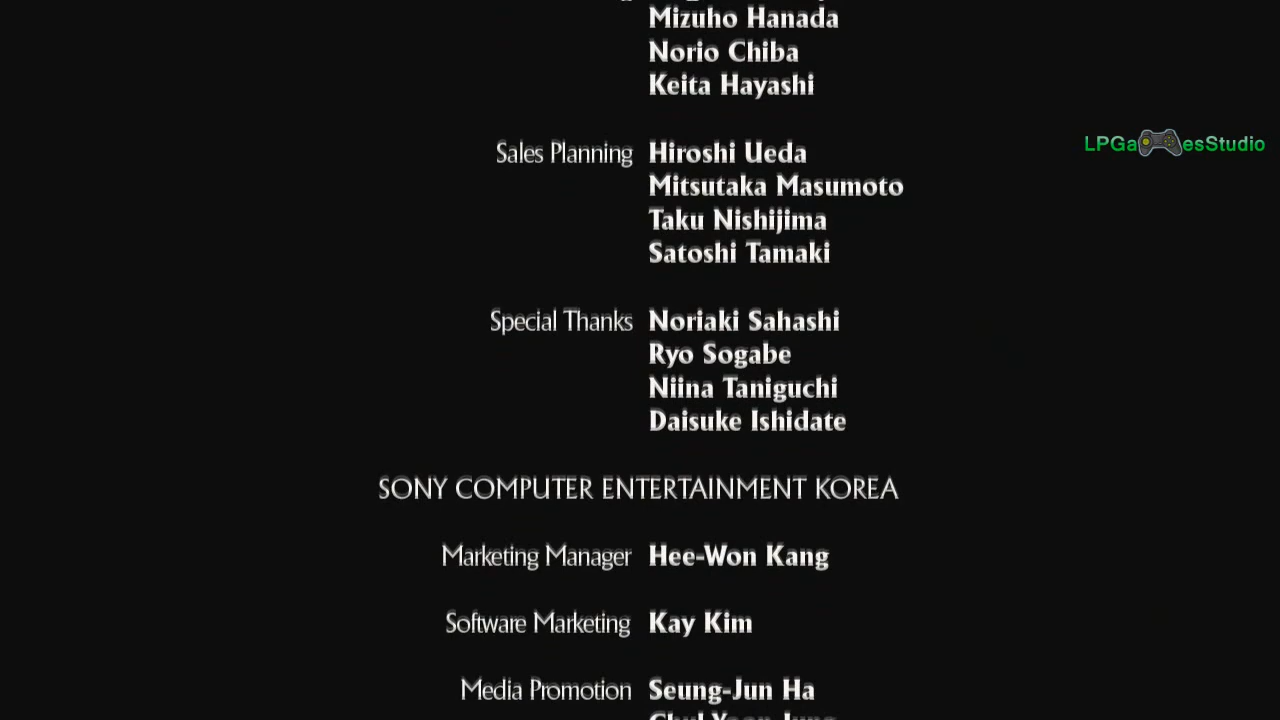 Mizuho Hanada
Norio Chiba
Keita Hayashi
LPGa esStudio
Sales Planning Hiroshi Ueda
Mitsutaka Masumoto
Taku Nishijima
Satoshi Tamaki
Special Thanks Noriaki Sahashi
Ryo Sogabe
Niina Taniguchi
Daisuke Ishidate
SONY COMPUTER ENTERTAINMENT KOREA
Marketing Manager Hee-Won Kang
Software Marketing Kay Kim
Media Promotion Seung-Jun Ha